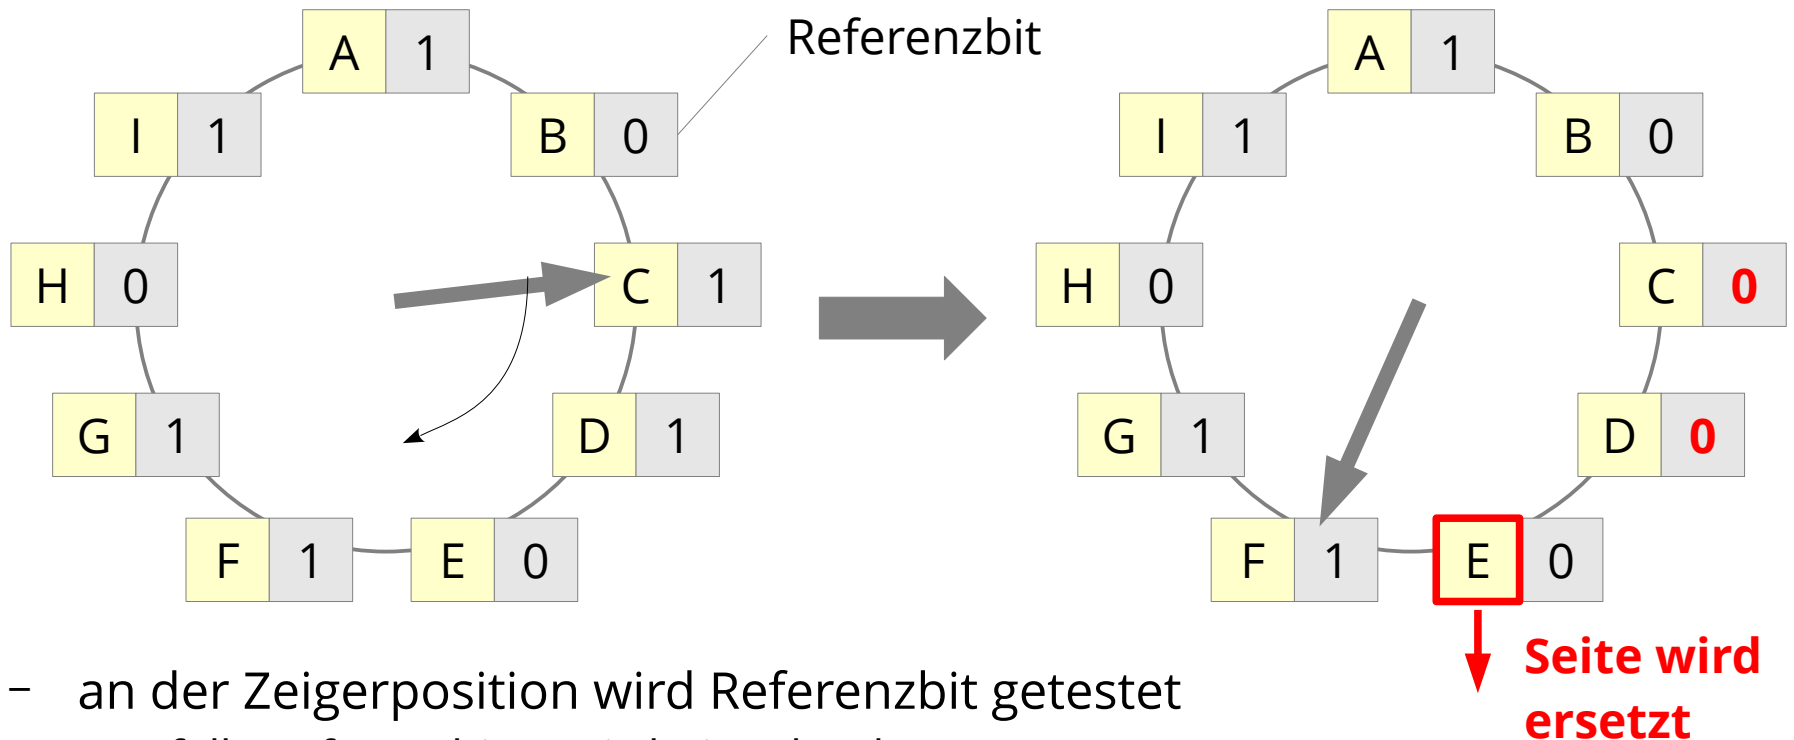 A 1
Referenzbit
I 1
B 0
H 0
C 1
G 1
D 1
F 1
E 0
A 1
I 1
B 0
H 0
C 0
G 1
D 0
F 1
E 0
Seite wird
ersetzt
– an der Zeigerposition wird Referenzbit getestet